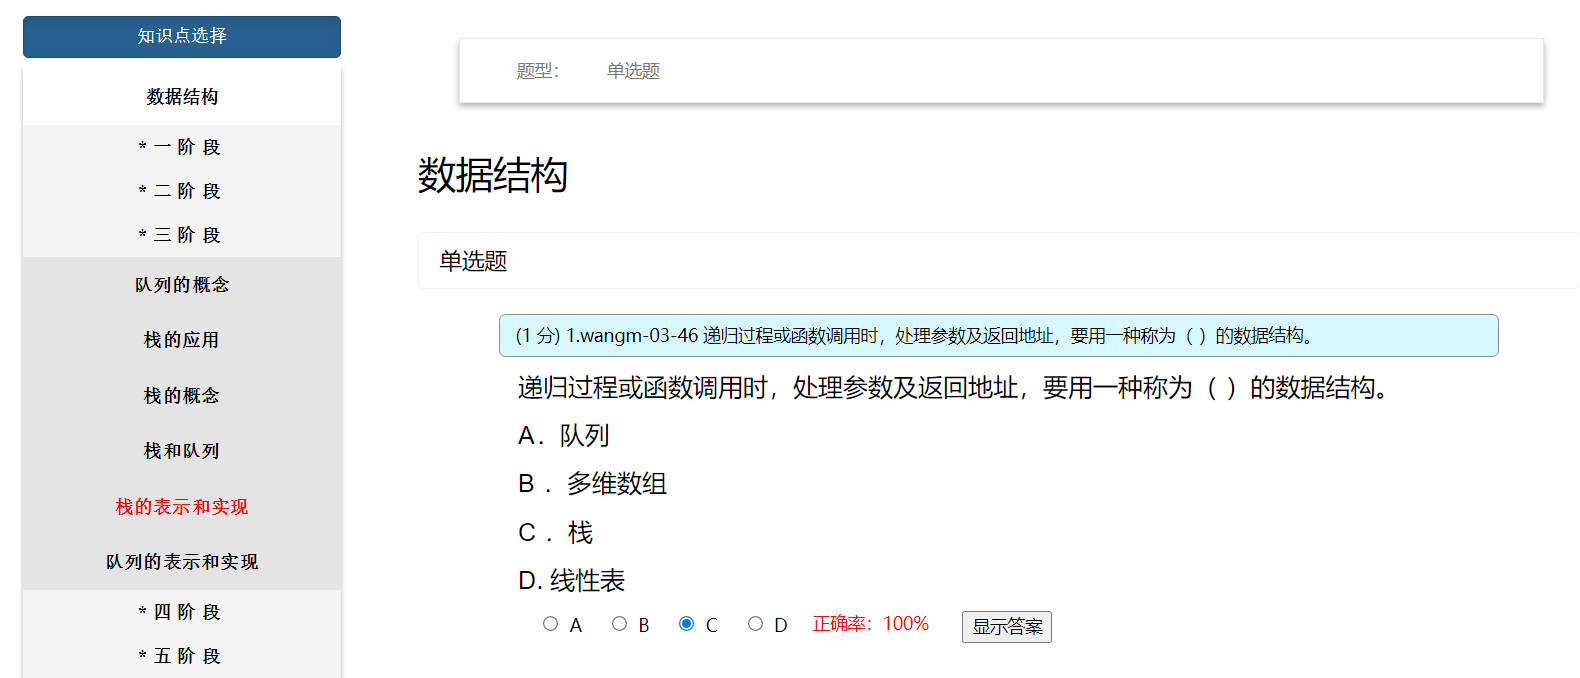 知识点选择
数据结构
* 一 阶 段
* 二 阶 段
* 三 阶 段
队列的概念
栈的应用
栈的概念
栈和队列
栈的表示和实现
队列的表示和实现
* 四 阶 段
* 五 阶 段
题型： 单选题
数据结构
单选题
(1 分) 1.wangm-03-46 递归过程或函数调用时，处理参数及返回地址，要用一种称为（ ）的数据结构。
递归过程或函数调用时，处理参数及返回地址，要用一种称为（ ）的数据结构。
A．队列
B ．多维数组
C ．栈
D. 线性表
A B C D 正确率：100% 显示答案